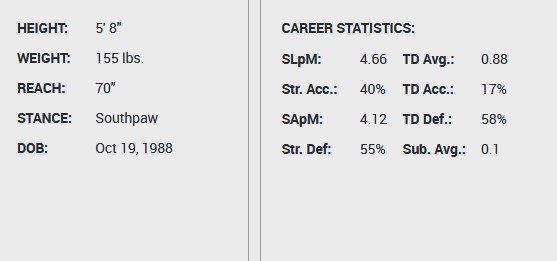 HEIGHT: 5' 8"
WEIGHT: 155 lbs.
REACH: 70"
STANCE: Southpaw
DOB: Oct 19, 1988
CAREER STATISTICS:
SLpM: 4.66 TD Avg.: 0.88
Str. Acc.: 40% TD Acc.: 17%
SApM: 4.12 TD Def.: 58%
Str. Def: 55% Sub. Avg.: 0.1